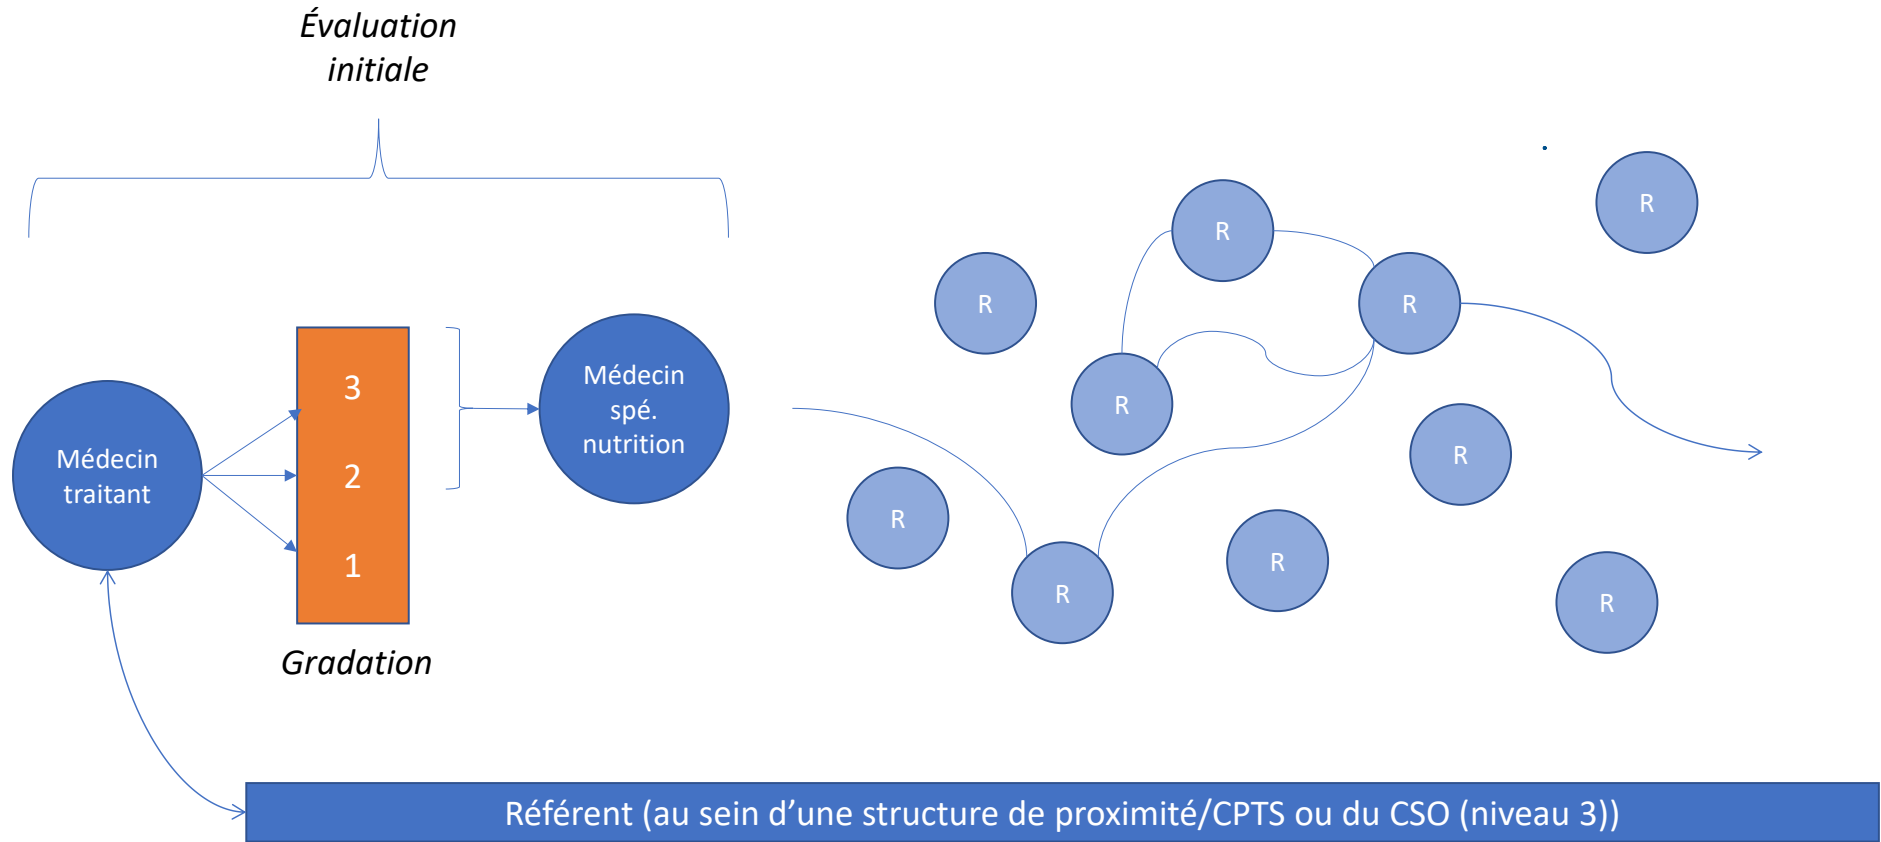 Évaluation
initiale
Médecin
traitant
3
2
1
Gradation
Médecin
spé.
nutrition
R
R
R
R
R
R
R
R
R
R
Référent (au sein d’une structure de proximité/CPTS ou du CSO (niveau 3))